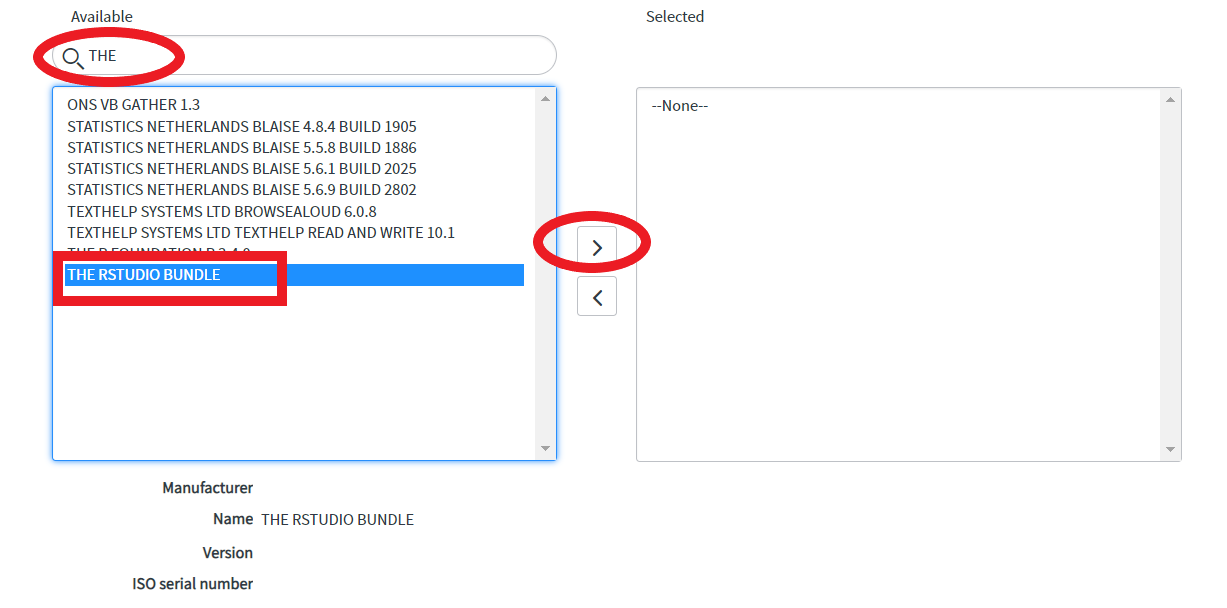 Available
Selected
THE
ONS VB GATHER 1.3
STATISTICS NETHERLANDS BLAISE 4.8.4 BUILD 1905
STATISTICS NETHERLANDS BLAISE 5.5.8 BUILD 1886
STATISTICS NETHERLANDS BLAISE 5.6.1 BUILD 2025
STATISTICS NETHERLANDS BLAISE 5.6.9 BUILD 2802
TEXTHELP SYSTEMS LTD BROWSEALOUD 6.0.8
TEXTHELP SYSTEMS LTD TEXTHELP READ AND WRITE 10.1
THE R FOUNDATION R 3.4.0
THE RSTUDIO BUNDLE
--None--
Manufacturer
Name THE RSTUDIO BUNDLE
Version
ISO serial number